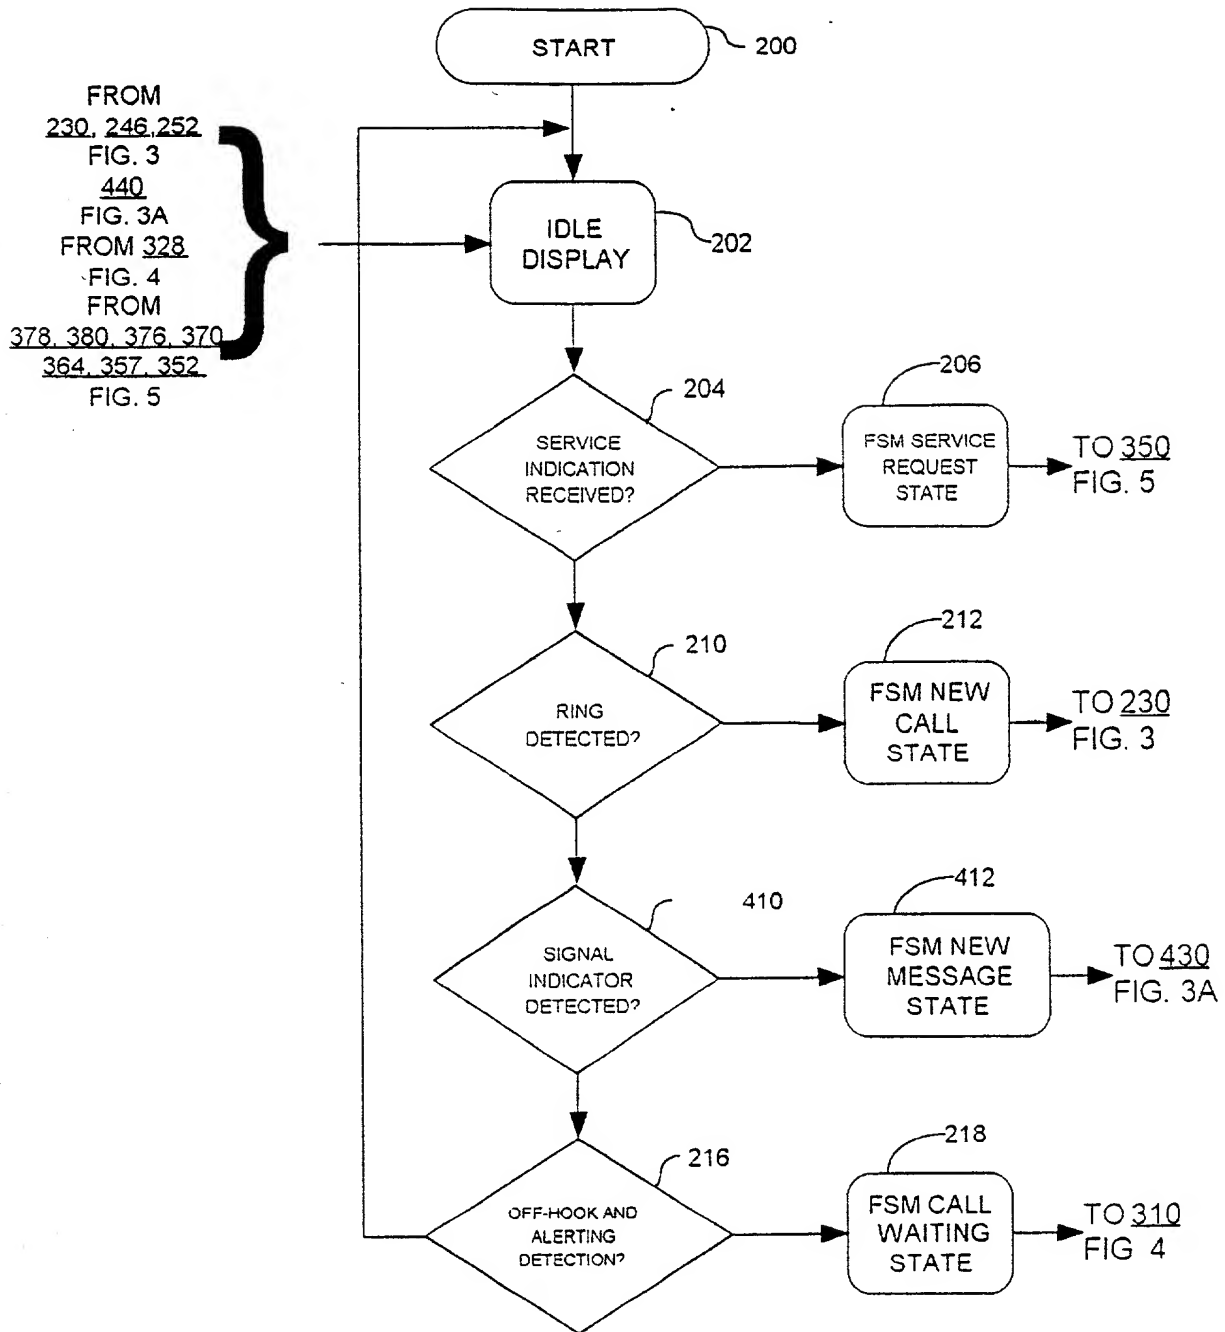 START
200
FROM
230, 246,252
FIG. 3
440
FIG. 3A
FROM 328
FIG. 4
FROM
378, 380, 376, 370
364, 357, 352
FIG. 5
IDLE
DISPLAY
202
SERVICE
INDICATION
RECEIVED?
204
206
FSM SERVICE
REQUEST
STATE
TO 350
FIG. 5
RING
DETECTED?
210
212
FSM NEW
CALL
STATE
TO 230
FIG. 3
SIGNAL
INDICATOR
DETECTED?
410
412
FSM NEW
MESSAGE
STATE
TO 430
FIG. 3A
OFF-HOOK AND
ALERTING
DETECTION?
216
218
FSM CALL
WAITING
STATE
TO 310
FIG 4